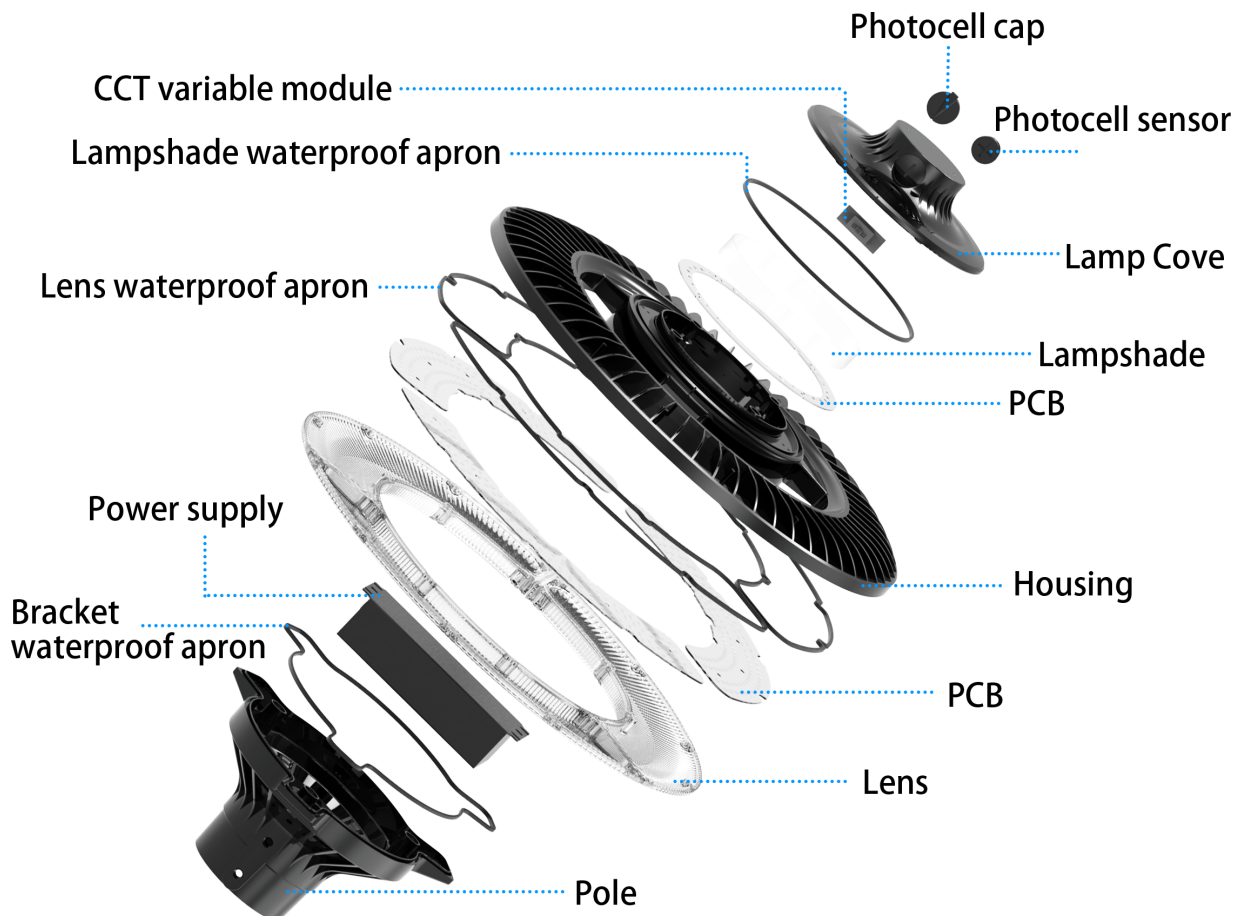 Photocell cap
CCT variable module
Photocell sensor
Lampshade waterproof apron
Lamp Cove
Lens waterproof apron
Lampshade
PCB
Power supply
Housing
Bracket
waterproof apron
PCB
Lens
Pole